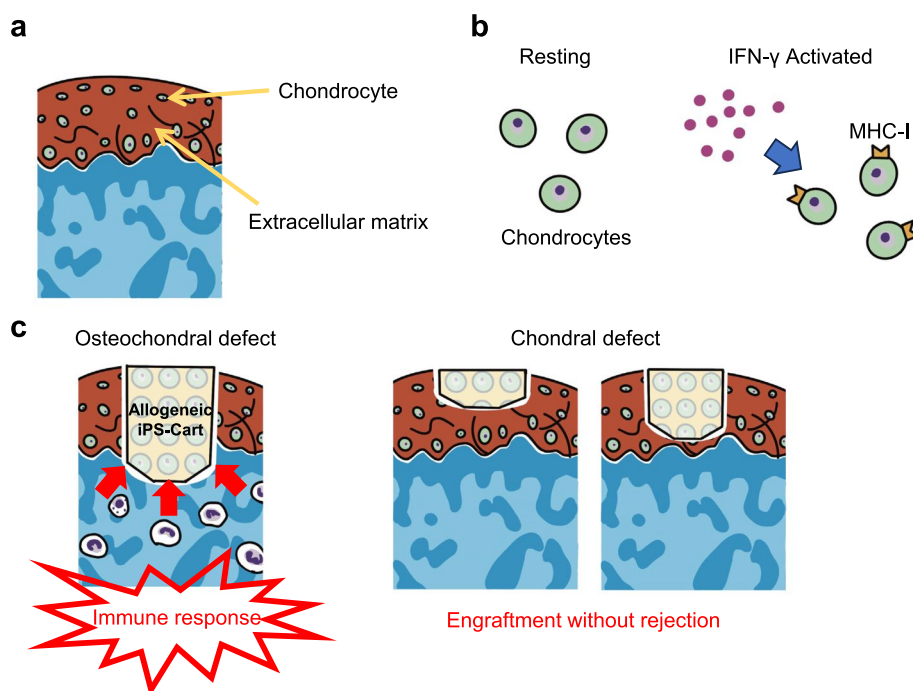 a
Chondrocyte
Extracellular matrix
b
Resting
IFN-γ Activated
MHC-I
Chondrocytes
c
Osteochondral defect
Chondral defect
Allogeneic
iPS-Cart
Immune response
Engraftment without rejection